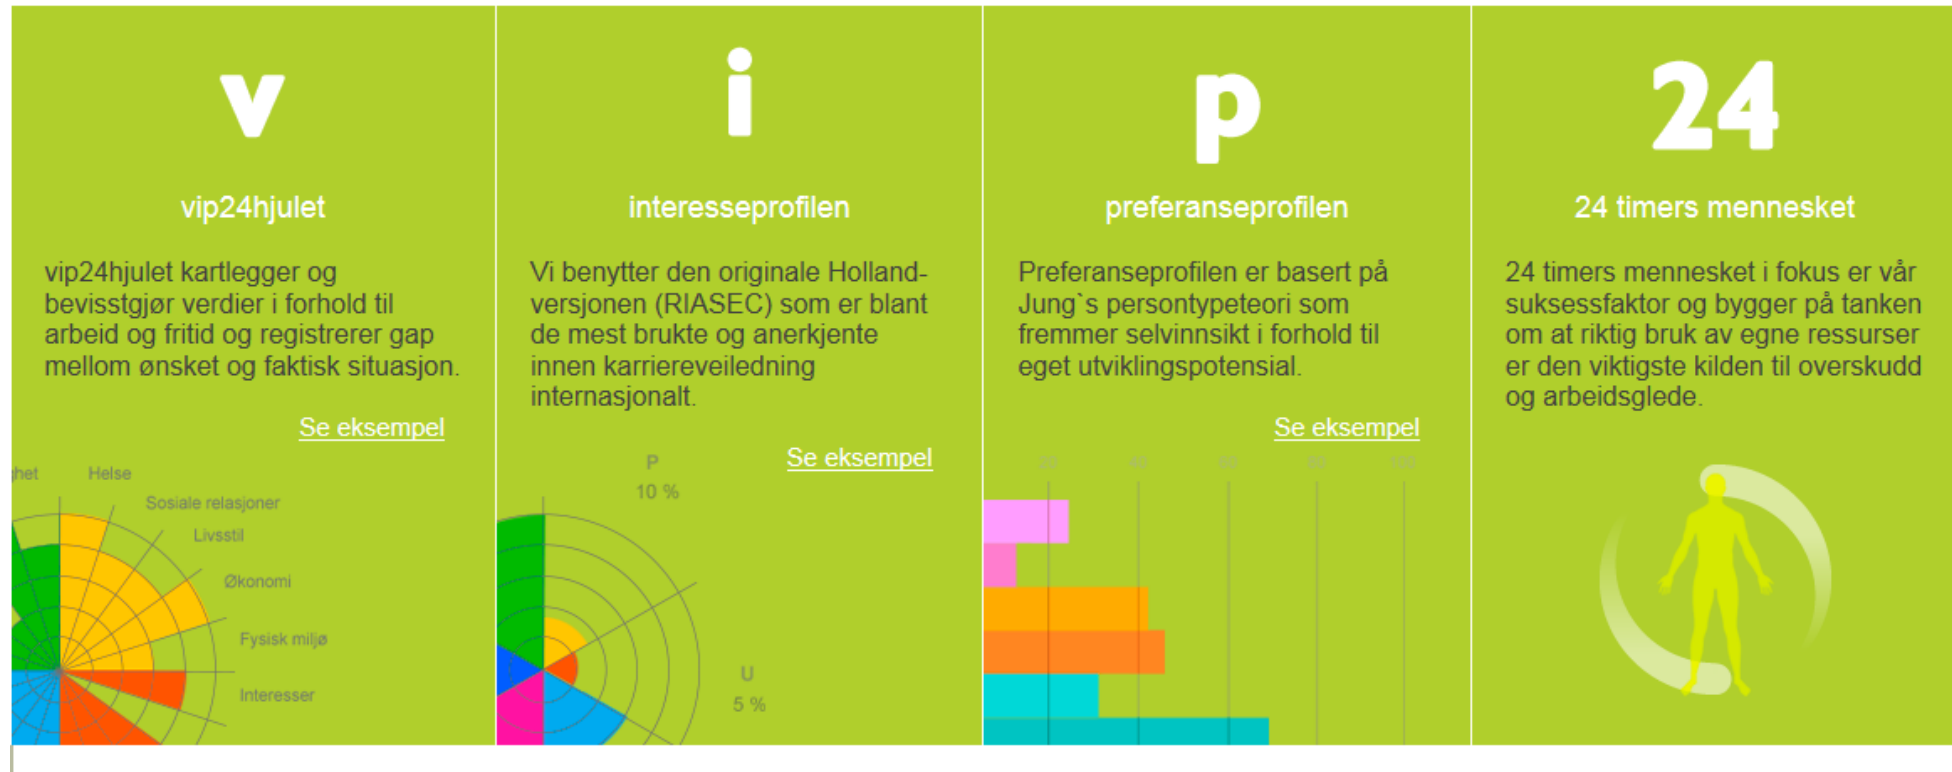 v
vip24hjulet
vip24hjulet kartlegger og
bevisstgjør verdier i forhold til
arbeid og fritid og registrerer gap
mellom ønsket og faktisk situasjon.
Se eksempel
Helse
Sosiale relasjoner
Livsstil
Økonomi
Fysisk miljø
Interesser
i
interesseprofilen
Vi benytter den originale Holland-
versjonen (RIASEC) som er blant
de mest brukte og anerkjente
innen karriereveiledning
internasjonalt.
Se eksempel
P
10 %
U
5 %
p
preferanseprofilen
Preferanseprofilen er basert på
Jung`s persontypeteori som
fremmer selvinnsikt i forhold til
eget utviklingspotensial.
Se eksempel
20 40 60 80 100
24
24 timers mennesket
24 timers mennesket i fokus er vår
suksessfaktor og bygger på tanken
om at riktig bruk av egne ressurser
er den viktigste kilden til overskudd
og arbeidsglede.